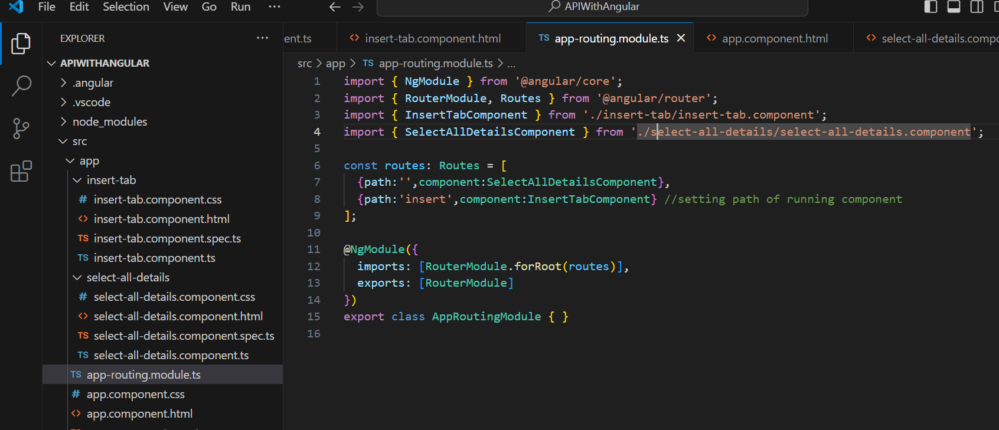 File Edit Selection View Go Run ··· ← → APIWithAngular
EXPLORER ···
APIWITHANGULAR
.angular
.vscode
node_modules
src
app
insert-tab
# insert-tab.component.css
<> insert-tab.component.html
TS insert-tab.component.spec.ts
TS insert-tab.component.ts
select-all-details
# select-all-details.component.css
<> select-all-details.component.html
TS select-all-details.component.spec.ts
TS select-all-details.component.ts
TS app-routing.module.ts
# app.component.css
<> app.component.html
ent.ts <> insert-tab.component.html TS app-routing.module.ts <> app.component.html <> select-all-details.compo
src > app > TS app-routing.module.ts > ...
1 import { NgModule } from '@angular/core';
2 import { RouterModule, Routes } from '@angular/router';
3 import { InsertTabComponent } from './insert-tab/insert-tab.component';
4 import { SelectAllDetailsComponent } from './select-all-details/select-all-details.component';
5
6 const routes: Routes = [
7 {path:'',component:SelectAllDetailsComponent},
8 {path:'insert',component:InsertTabComponent} //setting path of running component
9 ];
10
11 @NgModule({
12 imports: [RouterModule.forRoot(routes)],
13 exports: [RouterModule]
14 })
15 export class AppRoutingModule { }
16